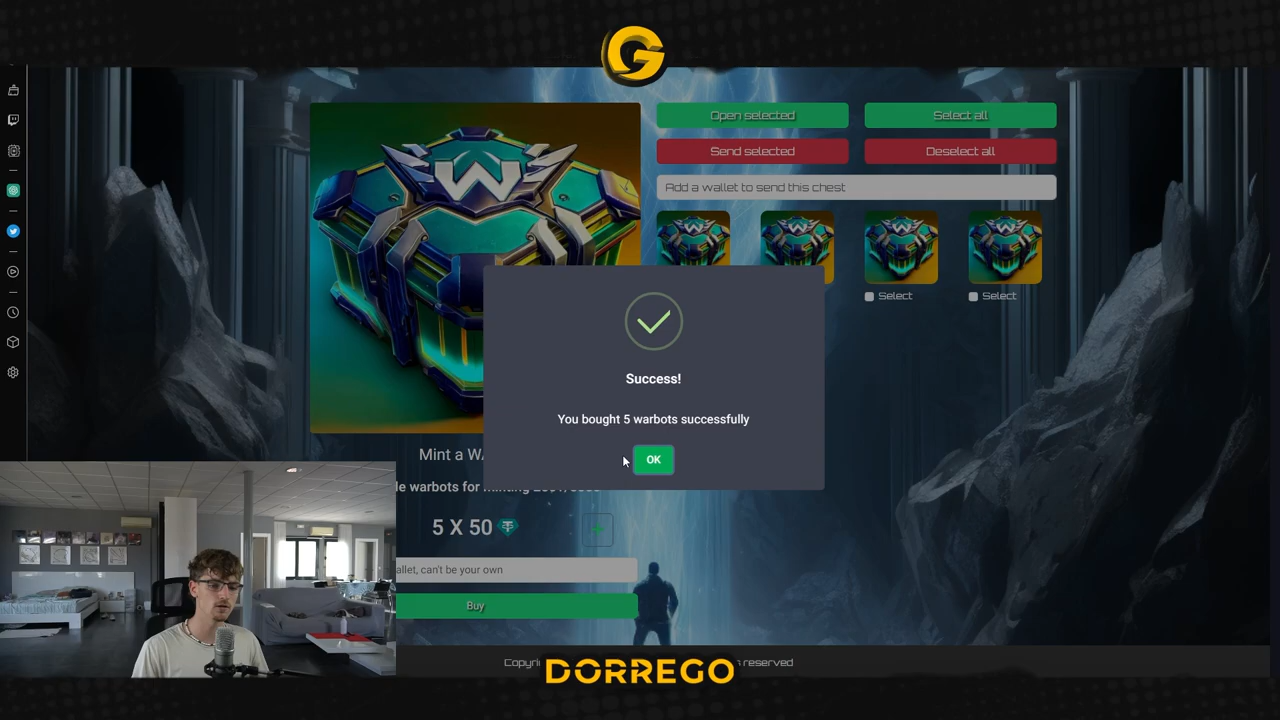 G
Open selected
Select all
Send selected
Deselect all
Add a wallet to send this chest
W
Select
Select
Success!
You bought 5 warbots successfully
OK
Mint a W
le warbots for minting
5 X 50
+
allet, can't be your own
Buy
Copyri
s reserved
DORREGO